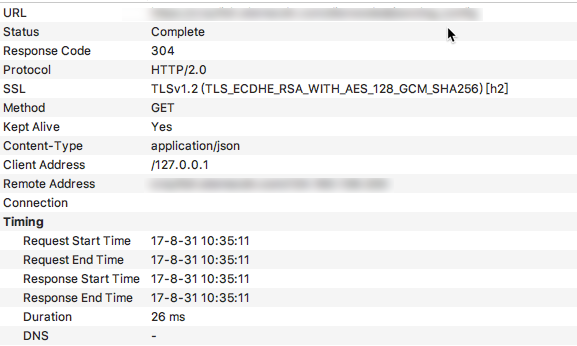 URL
Status Complete
Response Code 304
Protocol HTTP/2.0
SSL TLSv1.2 (TLS_ECDHE_RSA_WITH_AES_128_GCM_SHA256) [h2]
Method GET
Kept Alive Yes
Content-Type application/json
Client Address /127.0.0.1
Remote Address
Connection
Timing
Request Start Time 17-8-31 10:35:11
Request End Time 17-8-31 10:35:11
Response Start Time 17-8-31 10:35:11
Response End Time 17-8-31 10:35:11
Duration 26 ms
DNS -